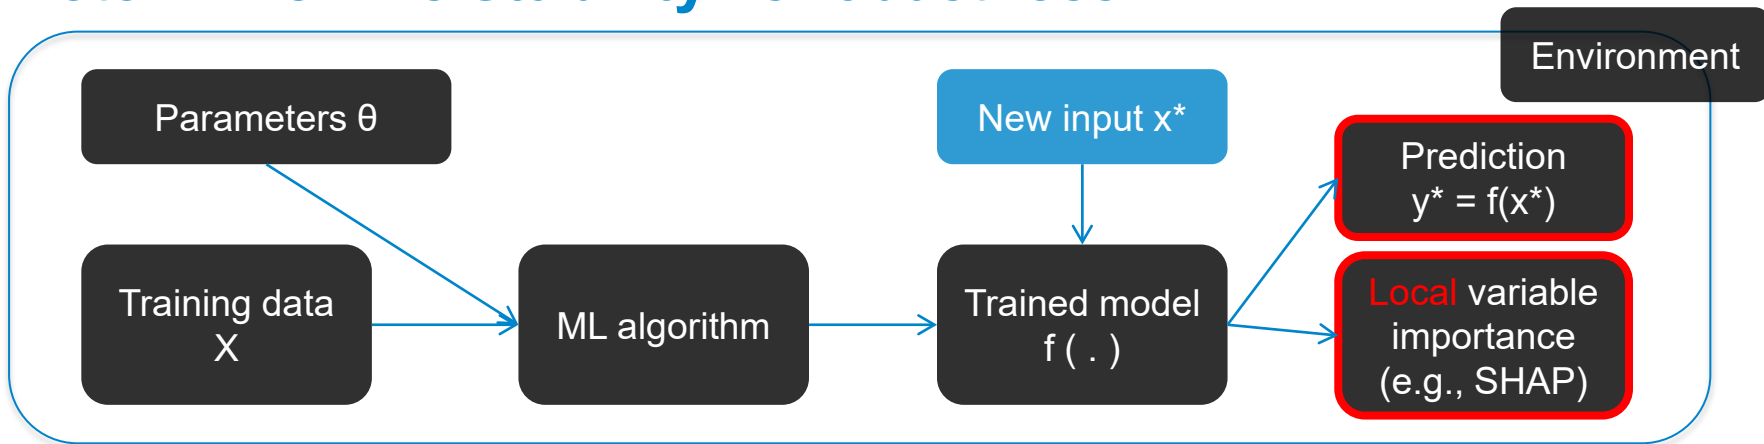 Environment
Parameters θ
New input x*
Prediction
y* = f(x*)
Training data
X
ML algorithm
Trained model
f ( . )
Local variable
importance
(e.g., SHAP)